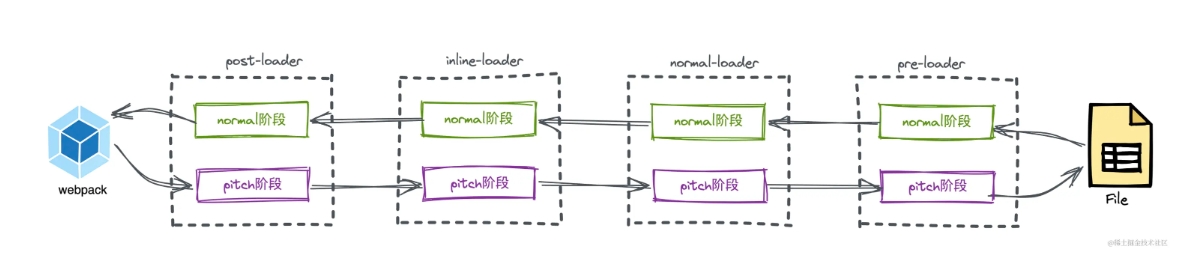 post-loader
inline-loader
normal-loader
pre-loader
normal阶段
normal阶段
normal阶段
normal阶段
webpack
pitch阶段
pitch阶段
pitch阶段
pitch阶段
File
@稀土掘金技术社区